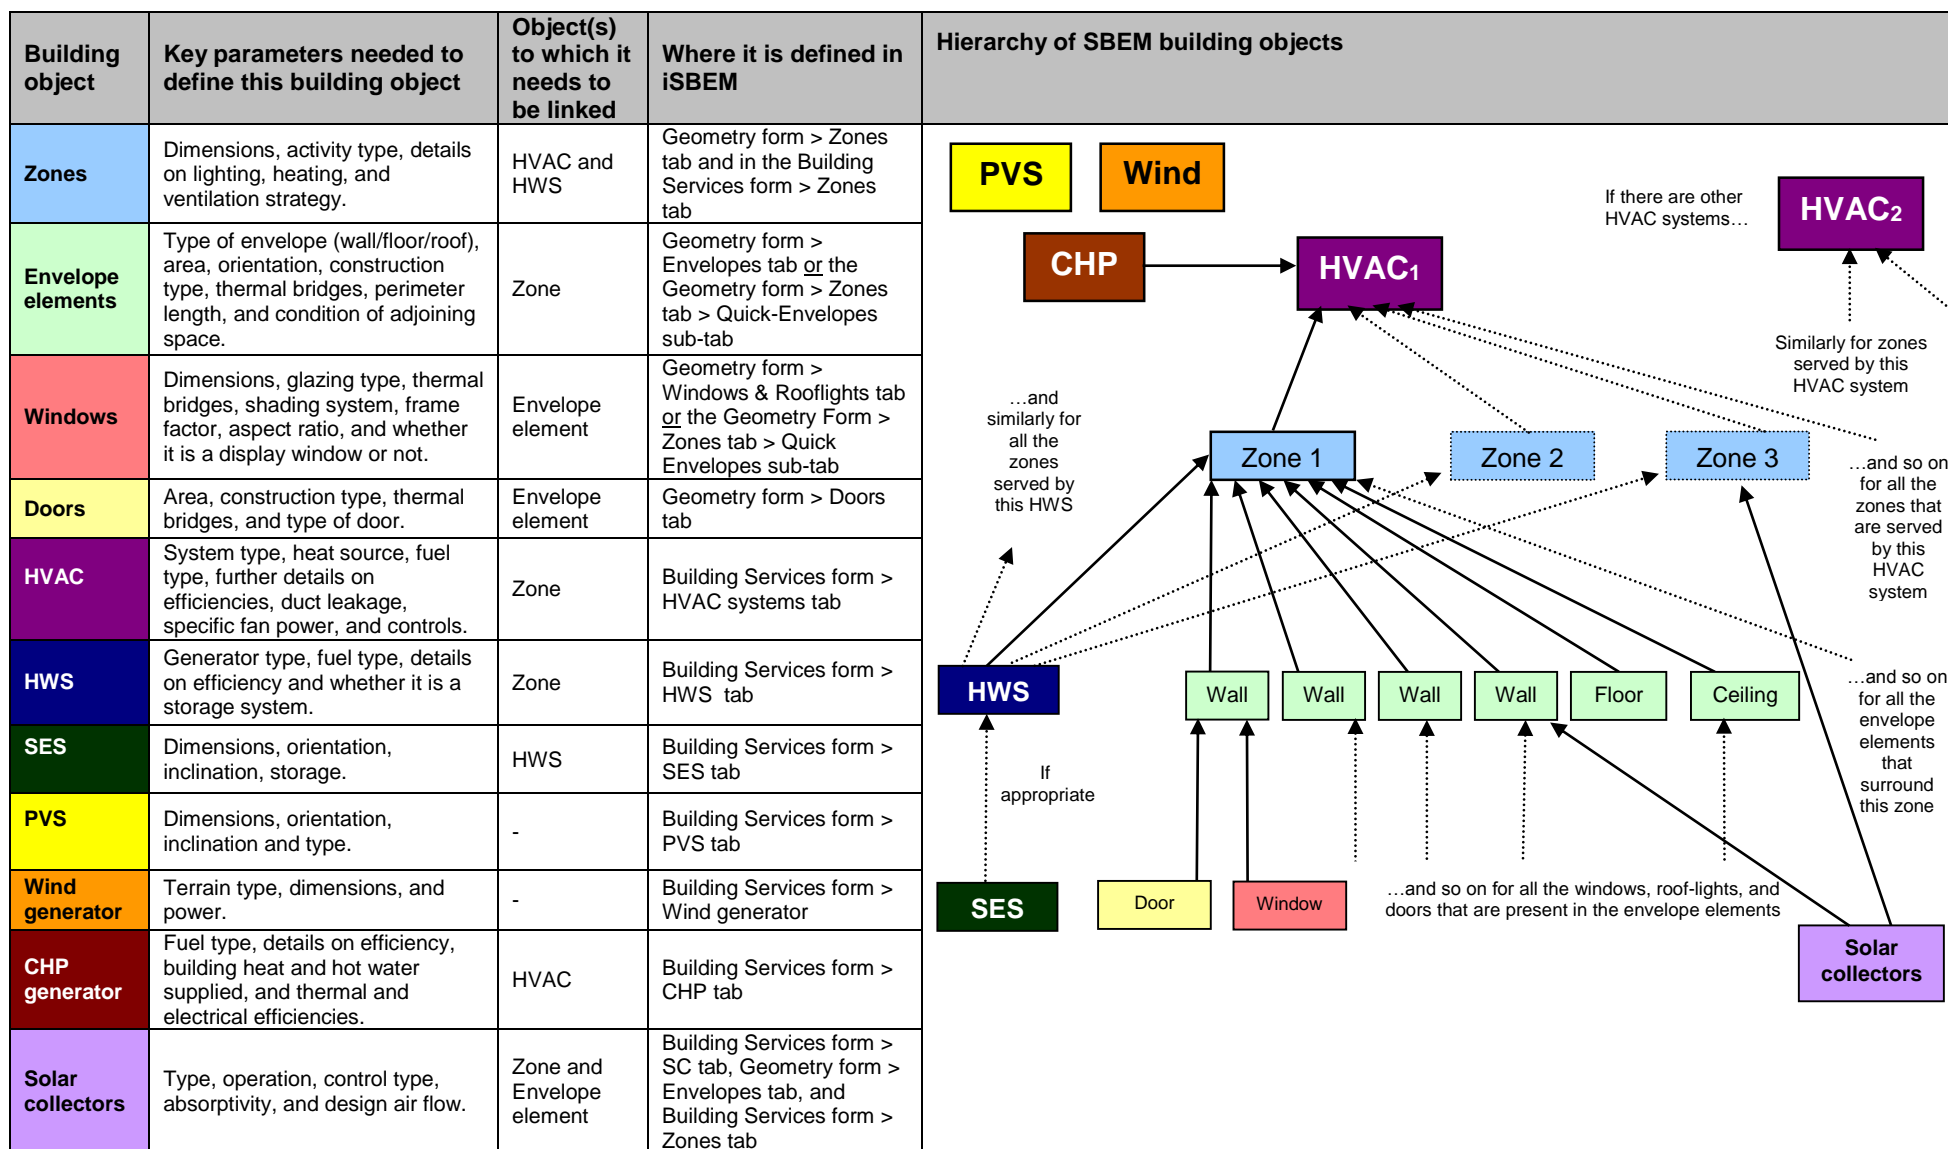 Building
object
Key parameters needed to
define this building object
Object(s)
to which it
needs to
be linked
Where it is defined in
iSBEM
Hierarchy of SBEM building objects
Zones
Dimensions, activity type, details
on lighting, heating, and
ventilation strategy.
HVAC and
HWS
Geometry form > Zones
tab and in the Building
Services form > Zones
tab
Envelope
elements
Type of envelope (wall/floor/roof),
area, orientation, construction
type, thermal bridges, perimeter
length, and condition of adjoining
space.
Zone
Geometry form >
Envelopes tab or the
Geometry form > Zones
tab > Quick-Envelopes
sub-tab
Windows
Dimensions, glazing type, thermal
bridges, shading system, frame
factor, aspect ratio, and whether
it is a display window or not.
Envelope
element
Geometry form >
Windows & Rooflights tab
or the Geometry Form >
Zones tab > Quick
Envelopes sub-tab
Doors
Area, construction type, thermal
bridges, and type of door.
Envelope
element
Geometry form > Doors
tab
HVAC
System type, heat source, fuel
type, further details on
efficiencies, duct leakage,
specific fan power, and controls.
Zone
Building Services form >
HVAC systems tab
HWS
Generator type, fuel type, details
on efficiency and whether it is a
storage system.
Zone
Building Services form >
HWS tab
SES
Dimensions, orientation,
inclination, storage.
HWS
Building Services form >
SES tab
PVS
Dimensions, orientation,
inclination and type.
-
Building Services form >
PVS tab
Wind
generator
Terrain type, dimensions, and
power.
-
Building Services form >
Wind generator
CHP
generator
Fuel type, details on efficiency,
building heat and hot water
supplied, and thermal and
electrical efficiencies.
HVAC
Building Services form >
CHP tab
Solar
collectors
Type, operation, control type,
absorptivity, and design air flow.
Zone and
Envelope
element
Building Services form >
SC tab, Geometry form >
Envelopes tab, and
Building Services form >
Zones tab
PVS
Wind
If there are other
HVAC systems…
HVAC2
CHP
HVAC1
Similarly for zones
served by this
HVAC system
…and
similarly for
all the
zones
served by
this HWS
Zone 1
Zone 2
Zone 3
…and so on
for all the
zones that
are served
by this
HVAC
system
HWS
Wall
Wall
Wall
Wall
Floor
Ceiling
…and so on
for all the
envelope
elements
that
surround
this zone
If
appropriate
SES
Door
Window
…and so on for all the windows, roof-lights, and
doors that are present in the envelope elements
Solar
collectors